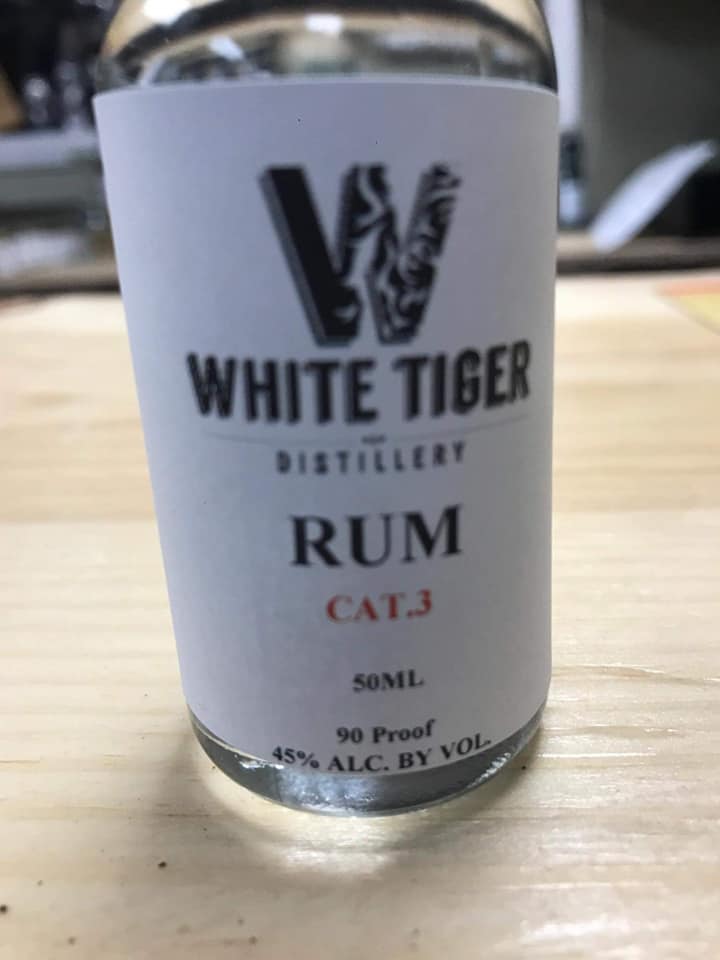 W
WHITE TIGER
DISTILLERY
RUM
CAT.3
50ML
90 Proof
45% ALC. BY VOL.